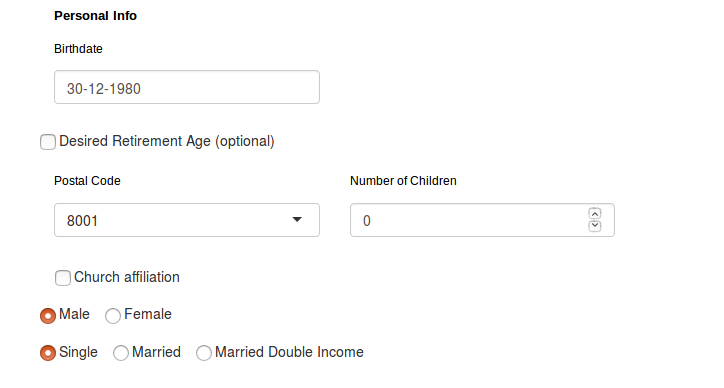 Personal Info
Birthdate
30-12-1980
Desired Retirement Age (optional)
Postal Code Number of Children
8001 0
Church affiliation
Male Female
Single Married Married Double Income